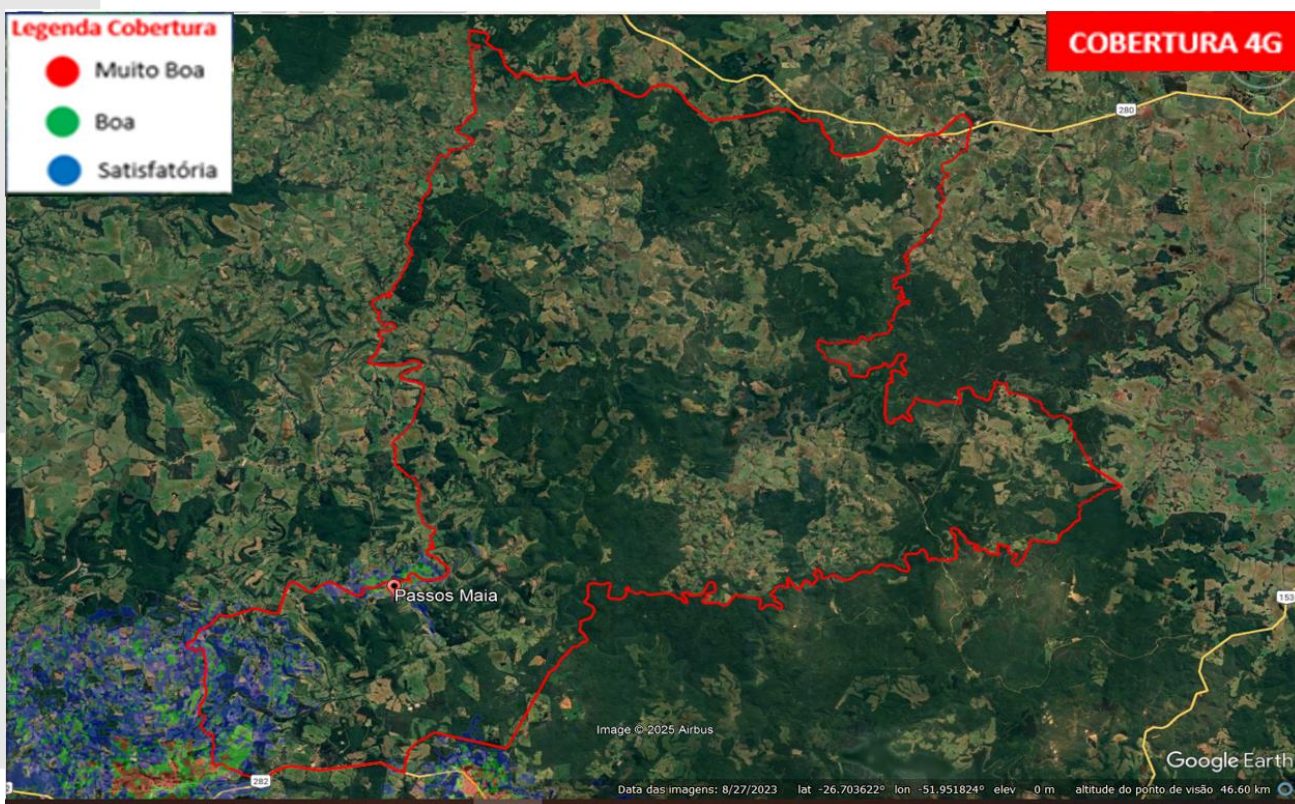 Legenda Cobertura
Muito Boa
Boa
Satisfatória
COBERTURA 4G
280
Passos Maia
153
282
Image © 2025 Airbus
Google Earth
Data das imagens: 8/27/2023 lat -26.703622° lon -51.951824° elev 0 m altitude do ponto de visão 46.60 km